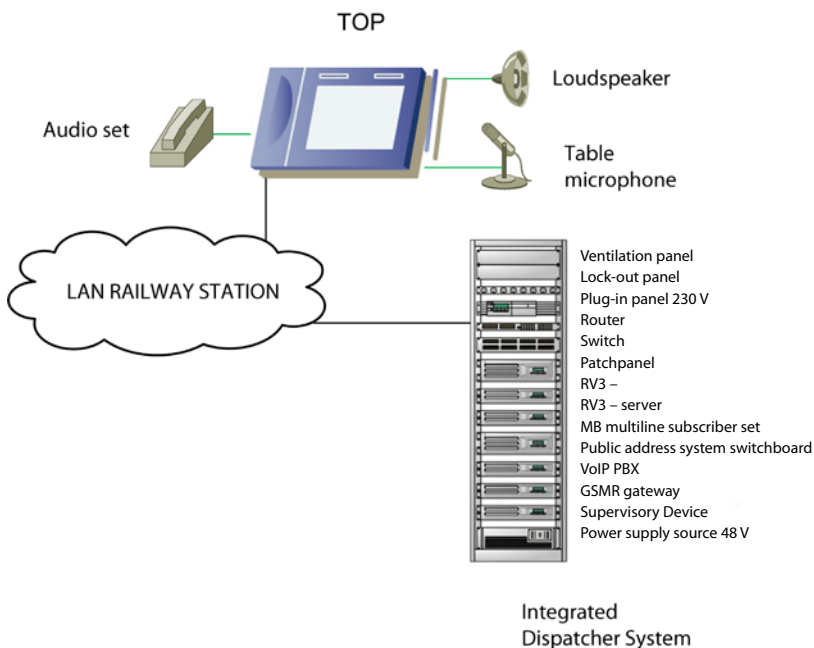 TOP
Loudspeaker
Audio set
Table
microphone
LAN RAILWAY STATION
Ventilation panel
Lock-out panel
Plug-in panel 230 V
Router
Switch
Patchpanel
RV3 –
RV3 – server
MB multiline subscriber set
Public address system switchboard
VoIP PBX
GSMR gateway
Supervisory Device
Power supply source 48 V
Integrated
Dispatcher System